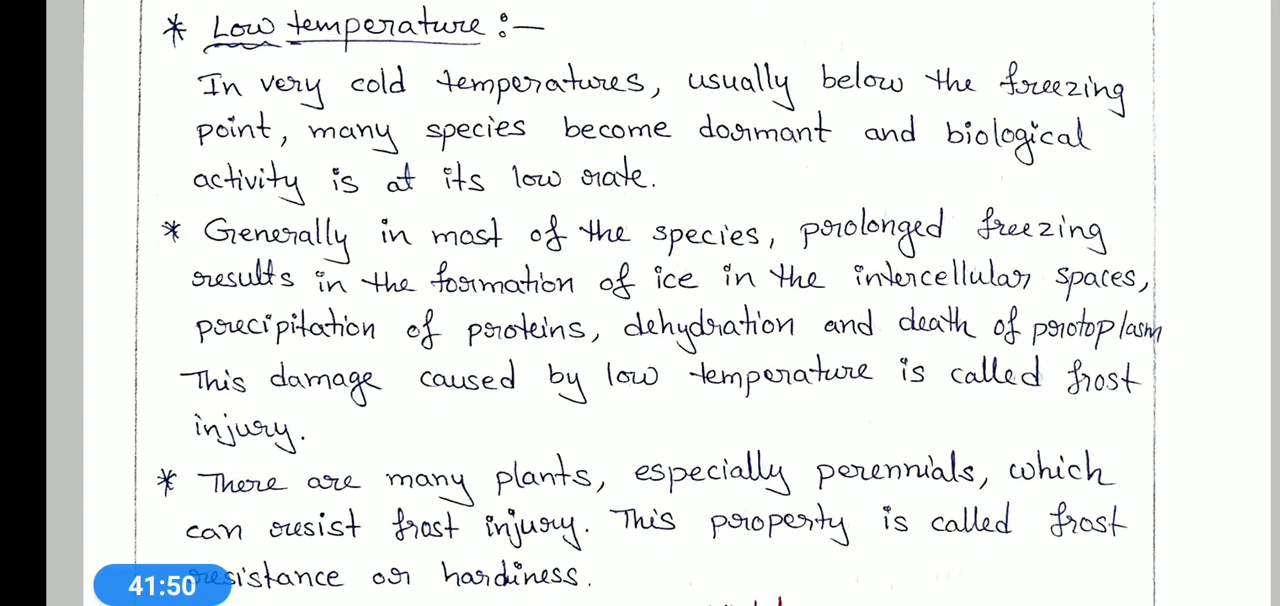 * Low temperature :—
In very cold temperatures, usually below the freezing
point, many species become dormant and biological
activity is at its low rate.
* Generally in most of the species, prolonged freezing
results in the formation of ice in the intercellular spaces,
precipitation of proteins, dehydration and death of protoplasm
This damage caused by low temperature is called frost
injury.
* There are many plants, especially perennials, which
can resist frost injury. This property is called frost
resistance or hardiness.
41:50